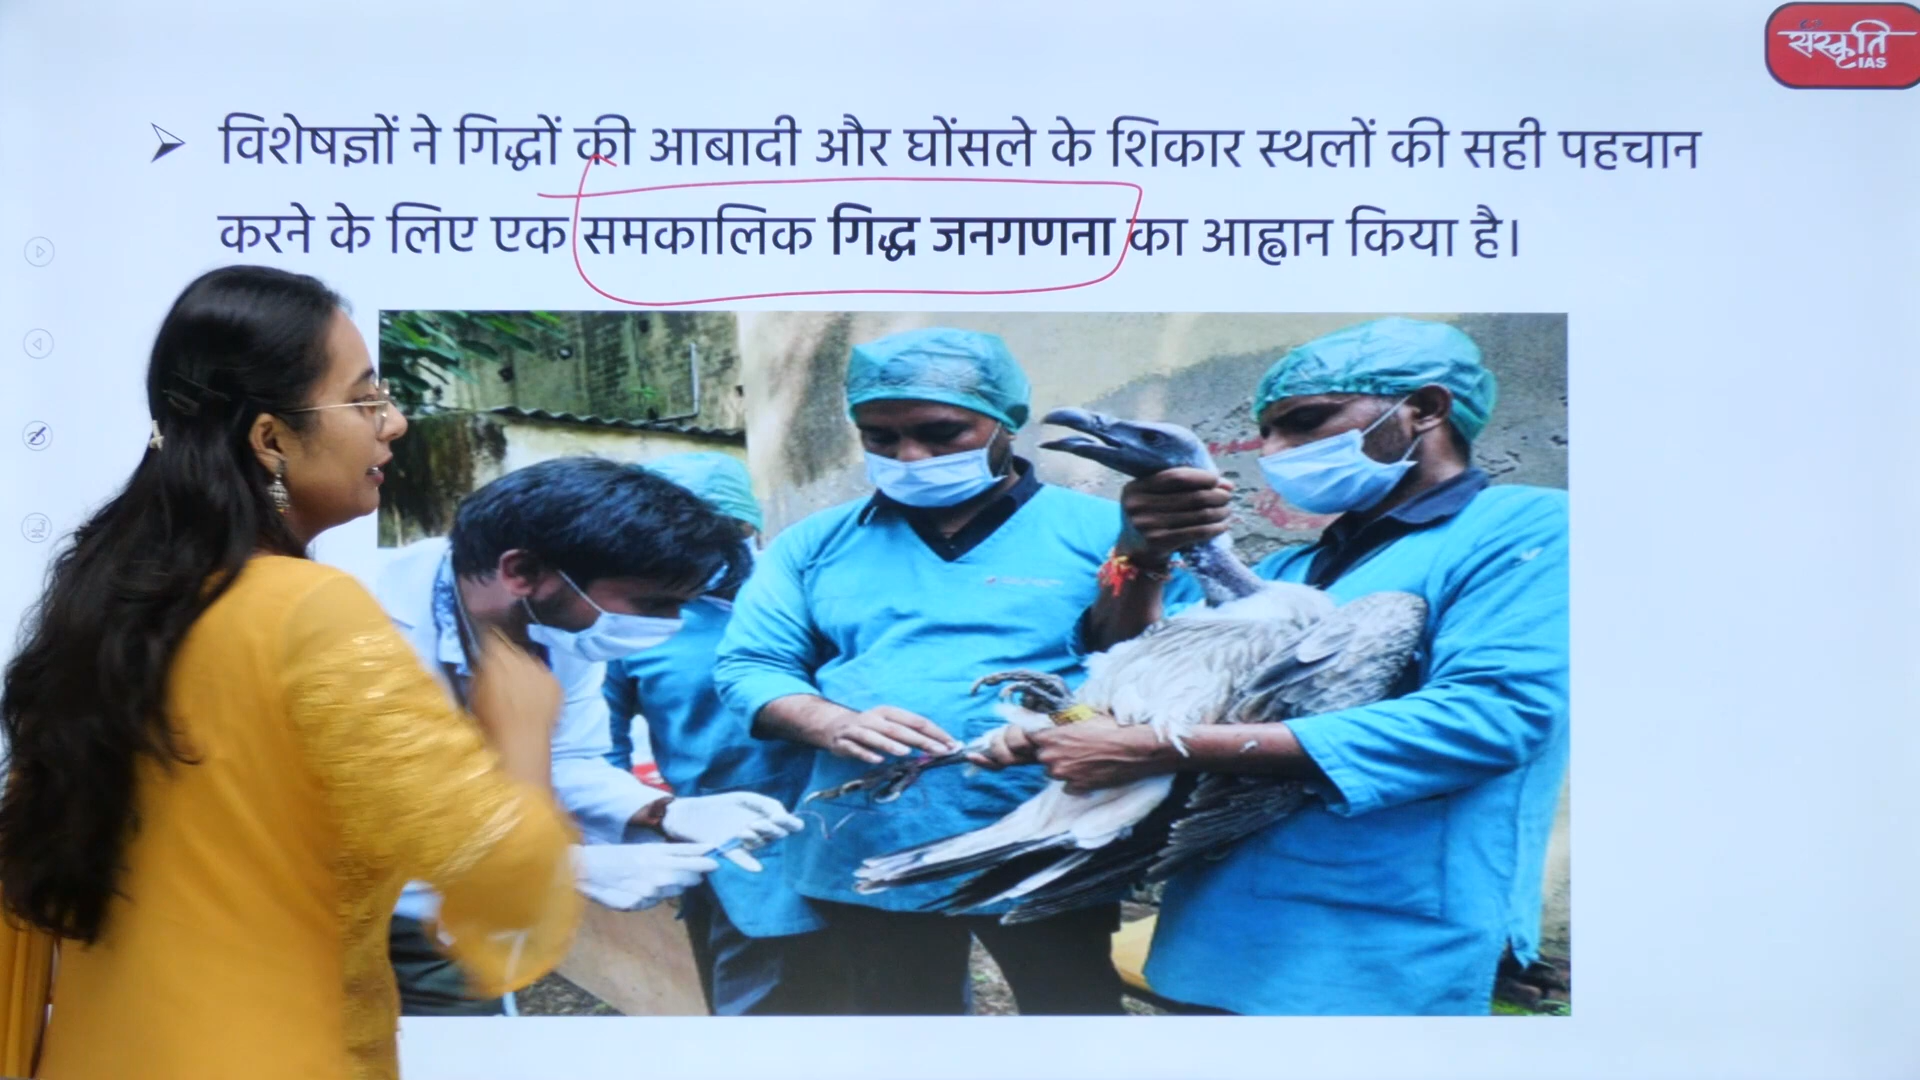 संस्कृति
IAS
विशेषज्ञों ने गिद्धों की आबादी और घोंसले के शिकार स्थलों की सही पहचान
करने के लिए एक समकालिक गिद्ध जनगणना का आह्वान किया है।